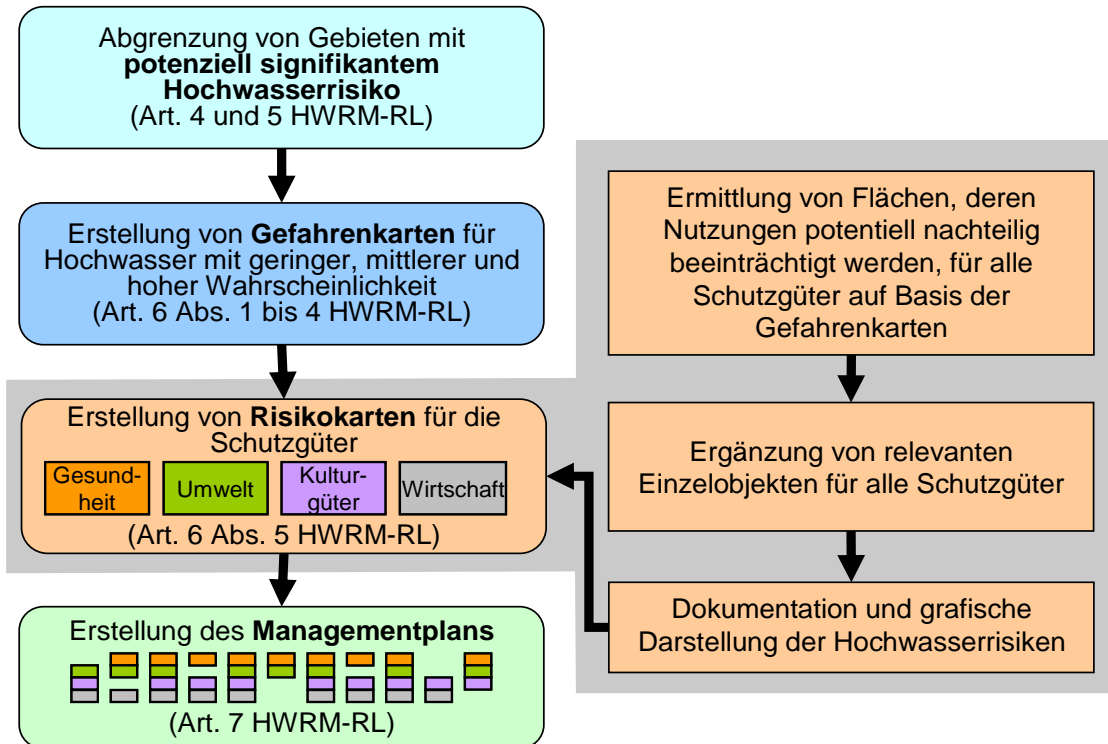 Abgrenzung von Gebieten mit
potenziell signifikantem
Hochwasserrisiko
(Art. 4 und 5 HWRM-RL)
Erstellung von Gefahrenkarten für
Hochwasser mit geringer, mittlerer und
hoher Wahrscheinlichkeit
(Art. 6 Abs. 1 bis 4 HWRM-RL)
Erstellung von Risikokarten für die
Schutzgüter
Gesund-
heit
Umwelt
Kultur-
güter
Wirtschaft
(Art. 6 Abs. 5 HWRM-RL)
Erstellung des Managementplans
(Art. 7 HWRM-RL)
Ermittlung von Flächen, deren
Nutzungen potentiell nachteilig
beeinträchtigt werden, für alle
Schutzgüter auf Basis der
Gefahrenkarten
Ergänzung von relevanten
Einzelobjekten für alle Schutzgüter
Dokumentation und grafische
Darstellung der Hochwasserrisiken